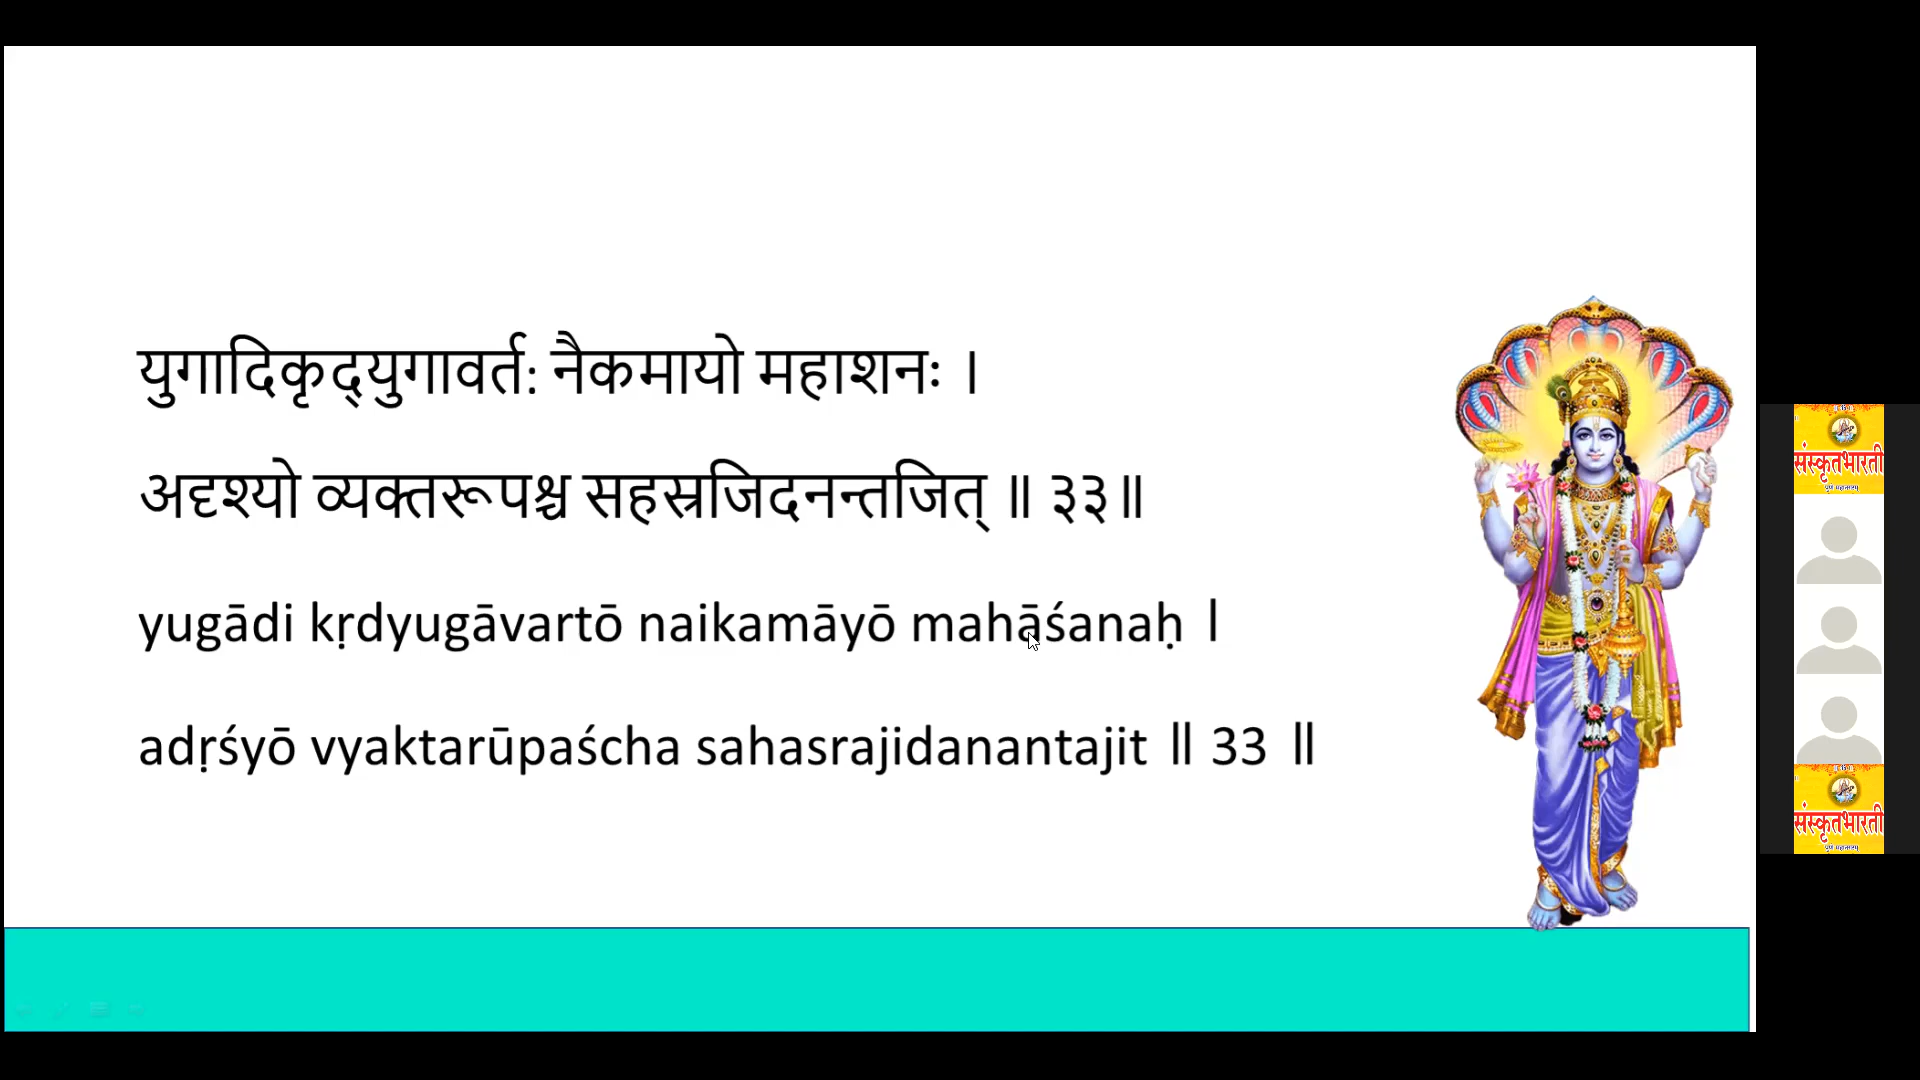 युगादिकृद्‌युगावर्त: नैकमायो महाशनः ।
अदृश्यो व्यक्तरूपश्च सहस्रजिदनन्तजित् ॥ ३३॥
yugādi kṛdyugāvartō naikamāyō mahāśanaḥ ।
adṛśyō vyaktarūpaścha sahasrajidanantajit ॥ 33 ॥
संस्कृतभारती
संस्कृतभारती